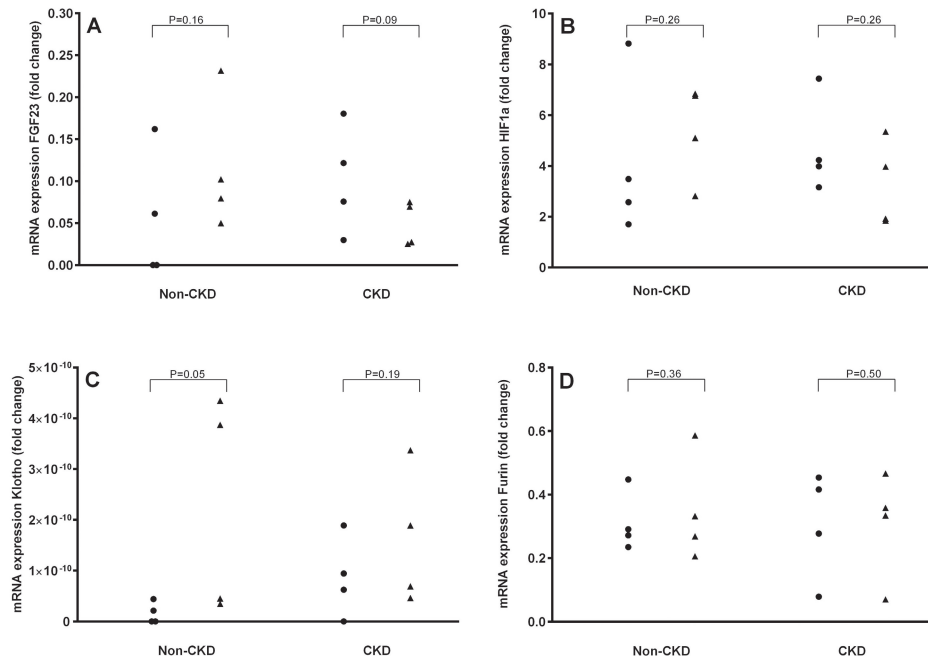 A
P=0.16
P=0.09
mRNA expression FGF23 (fold change)
0.30
0.25
0.20
0.15
0.10
0.05
0.00
Non-CKD
CKD
B
P=0.26
P=0.26
mRNA expression HIF1a (fold change)
10
8
6
4
2
0
Non-CKD
CKD
C
P=0.05
P=0.19
mRNA expression Klotho (fold change)
5×10⁻¹⁰
4×10⁻¹⁰
3×10⁻¹⁰
2×10⁻¹⁰
1×10⁻¹⁰
0
Non-CKD
CKD
D
P=0.36
P=0.50
mRNA expression Furin (fold change)
0.8
0.6
0.4
0.2
0.0
Non-CKD
CKD